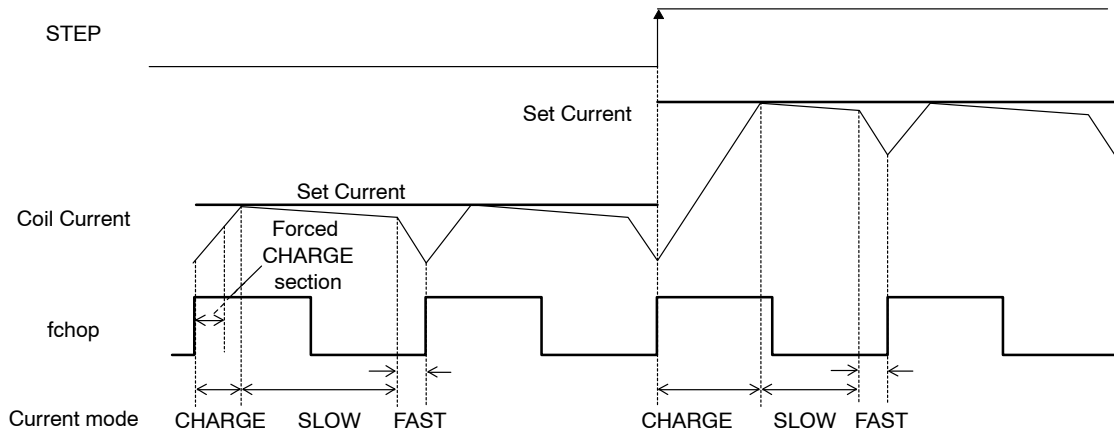 STEP
Set Current
Set Current
Coil Current
Forced
CHARGE
section
fchop
Current mode
CHARGE
SLOW
FAST
CHARGE
SLOW
FAST